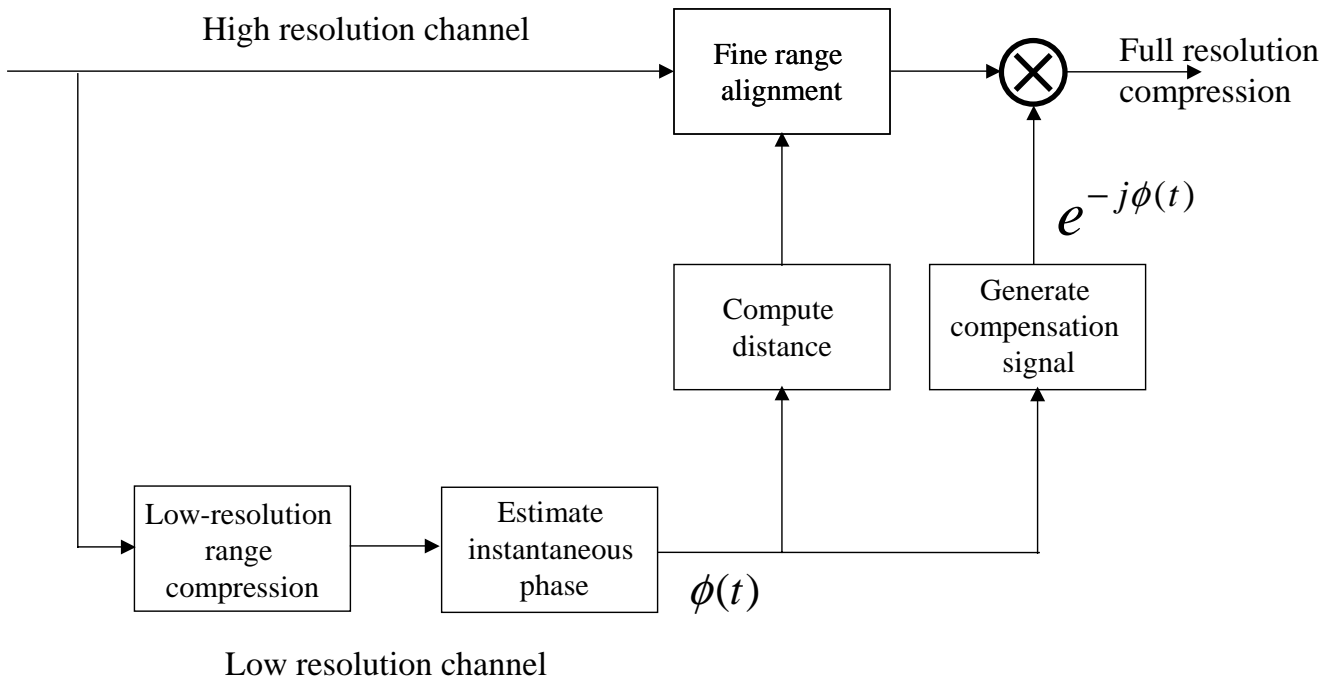 High resolution channel
Fine range
alignment
Full resolution
compression
e^{-jϕ(t)}
Compute
distance
Generate
compensation
signal
Low-resolution
range
compression
Estimate
instantaneous
phase
ϕ(t)
Low resolution channel